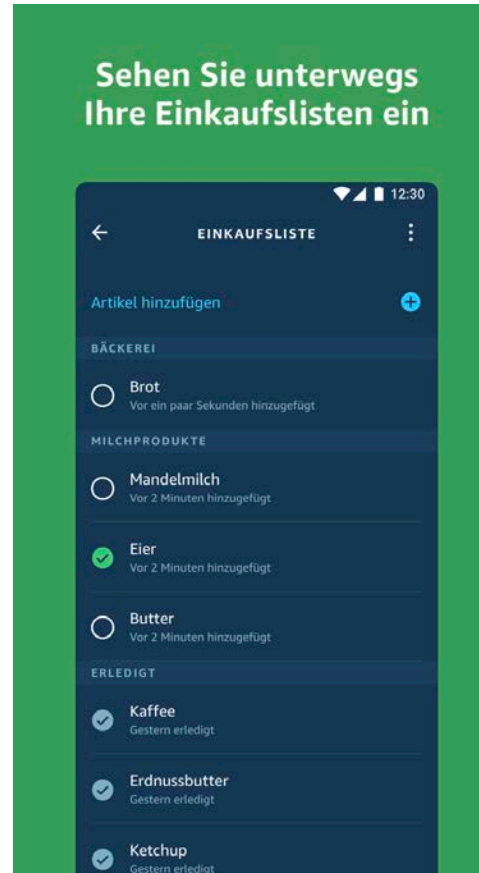 Sehen Sie unterwegs
Ihre Einkaufslisten ein
12:30
EINKAUFSLISTE
Artikel hinzufügen
BÄCKEREI
Brot
Vor ein paar Sekunden hinzugefügt
MILCHPRODUKTE
Mandelmilch
Vor 2 Minuten hinzugefügt
Eier
Vor 2 Minuten hinzugefügt
Butter
Vor 2 Minuten hinzugefügt
ERLEDIGT
Kaffee
Gestern erledigt
Erdnussbutter
Gestern erledigt
Ketchup
Gestern erledigt